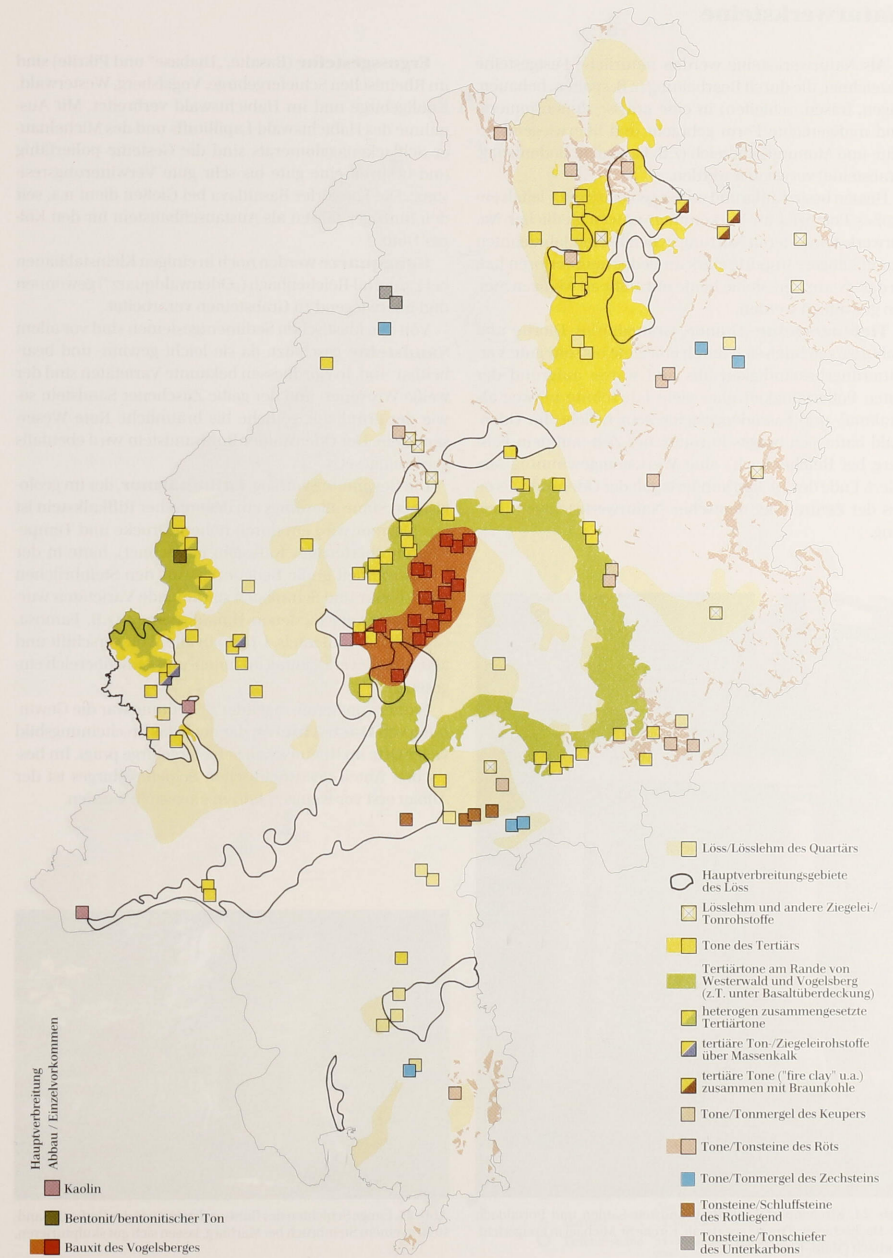 Löss/Lösslehm des Quartärs
Hauptverbreitungsgebiete
des Löss
Lösslehm und andere Ziegelei-/
Tonrohstoffe
Tone des Tertiärs
Tertiärtone am Rande von
Westerwald und Vogelsberg
(z.T. unter Basaltüberdeckung)
heterogen zusammengesetzte
Tertiärtone
tertiäre Ton-/Ziegeleirohstoffe
über Massenkalk
tertiäre Tone ("fire clay" u.a.)
zusammen mit Braunkohle
Tone/Tonmergel des Keupers
Tone/Tonsteine des Röts
Tone/Tonmergel des Zechsteins
Tonsteine/Schluffsteine
des Rotliegend
Tonsteine/Tonschiefer
des Unterkarbons
Hauptverbreitung
Abbau / Einzelvorkommen
Kaolin
Bentonit/bentonitischer Ton
Bauxit des Vogelsberges